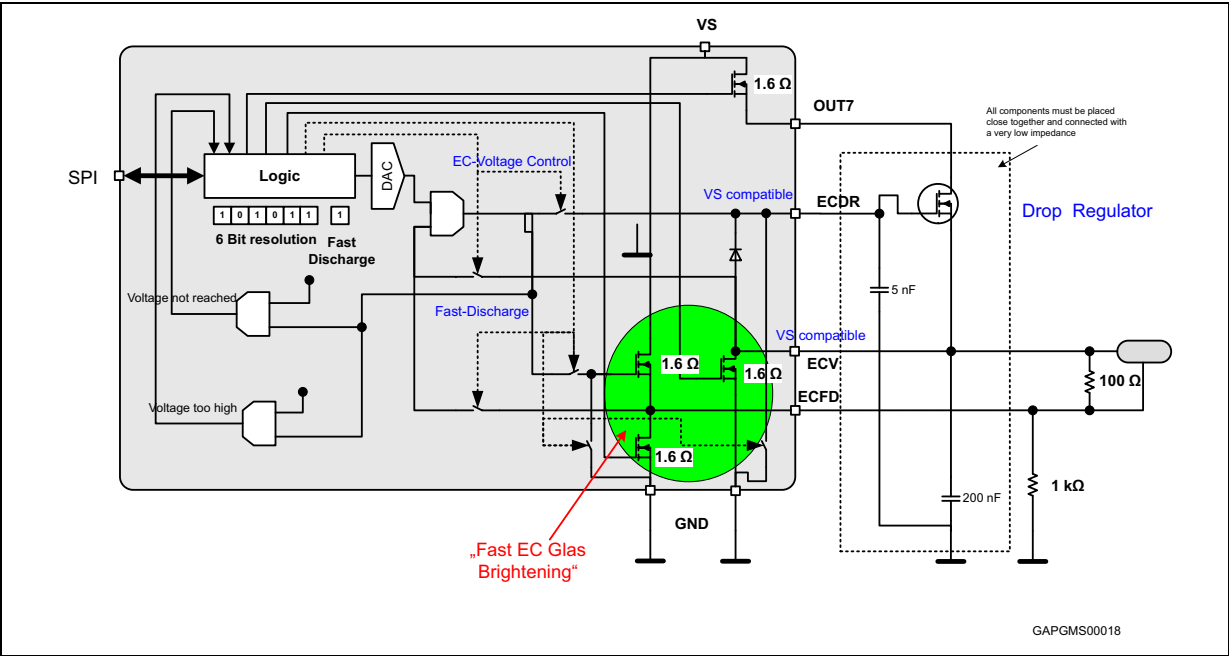 VS
1.6 Ω
OUT7
All components must be placed
close together and connected with
a very low impedance
SPI
Logic
DAC
EC-Voltage Control
VS compatible
ECDR
Drop Regulator
1 0 1 0 1 1 1
6 Bit resolution
Fast
Discharge
Voltage not reached
5 nF
Fast-Discharge
VS compatible
ECV
1.6 Ω
1.6 Ω
100 Ω
ECFD
Voltage too high
1.6 Ω
1 kΩ
200 nF
GND
„Fast EC Glas
Brightening“
GAPGMS00018